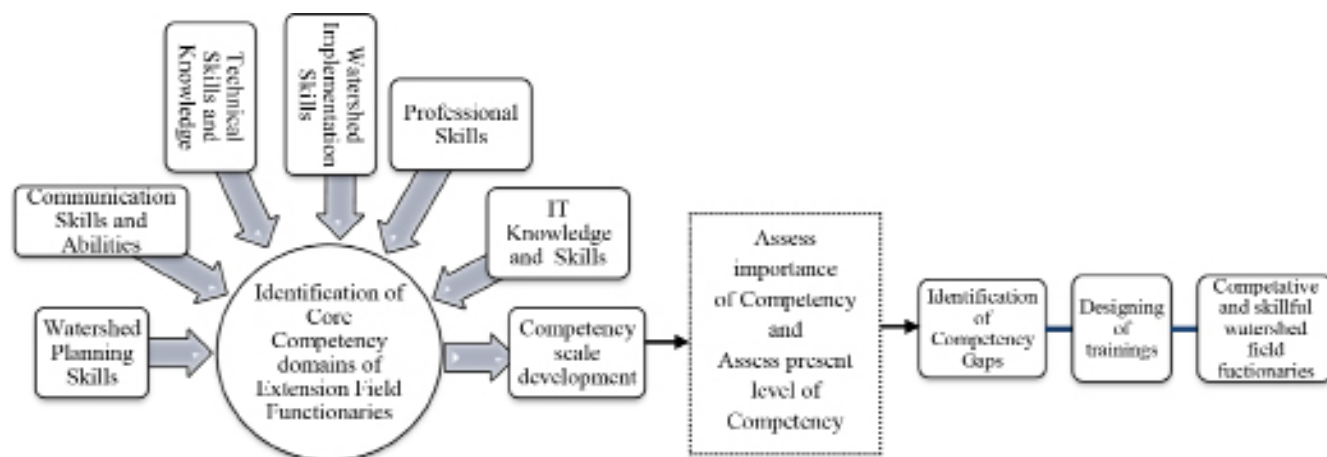 Technical
Skills and
Knowledge
Watershed
Implementation
Skills
Professional
Skills
Communication
Skills and
Abilities
IT
Knowledge
and Skills
Watershed
Planning
Skills
Identification of
Core
Competency
domains of
Extension Field
Functionaries
Competency
scale
development
Assess
importance
of Competency
and
Assess present
level of
Competency
Identification
of
Competency
Gaps
Designing
of
trainings
Competative
and skillful
watershed
field
fuctionaries